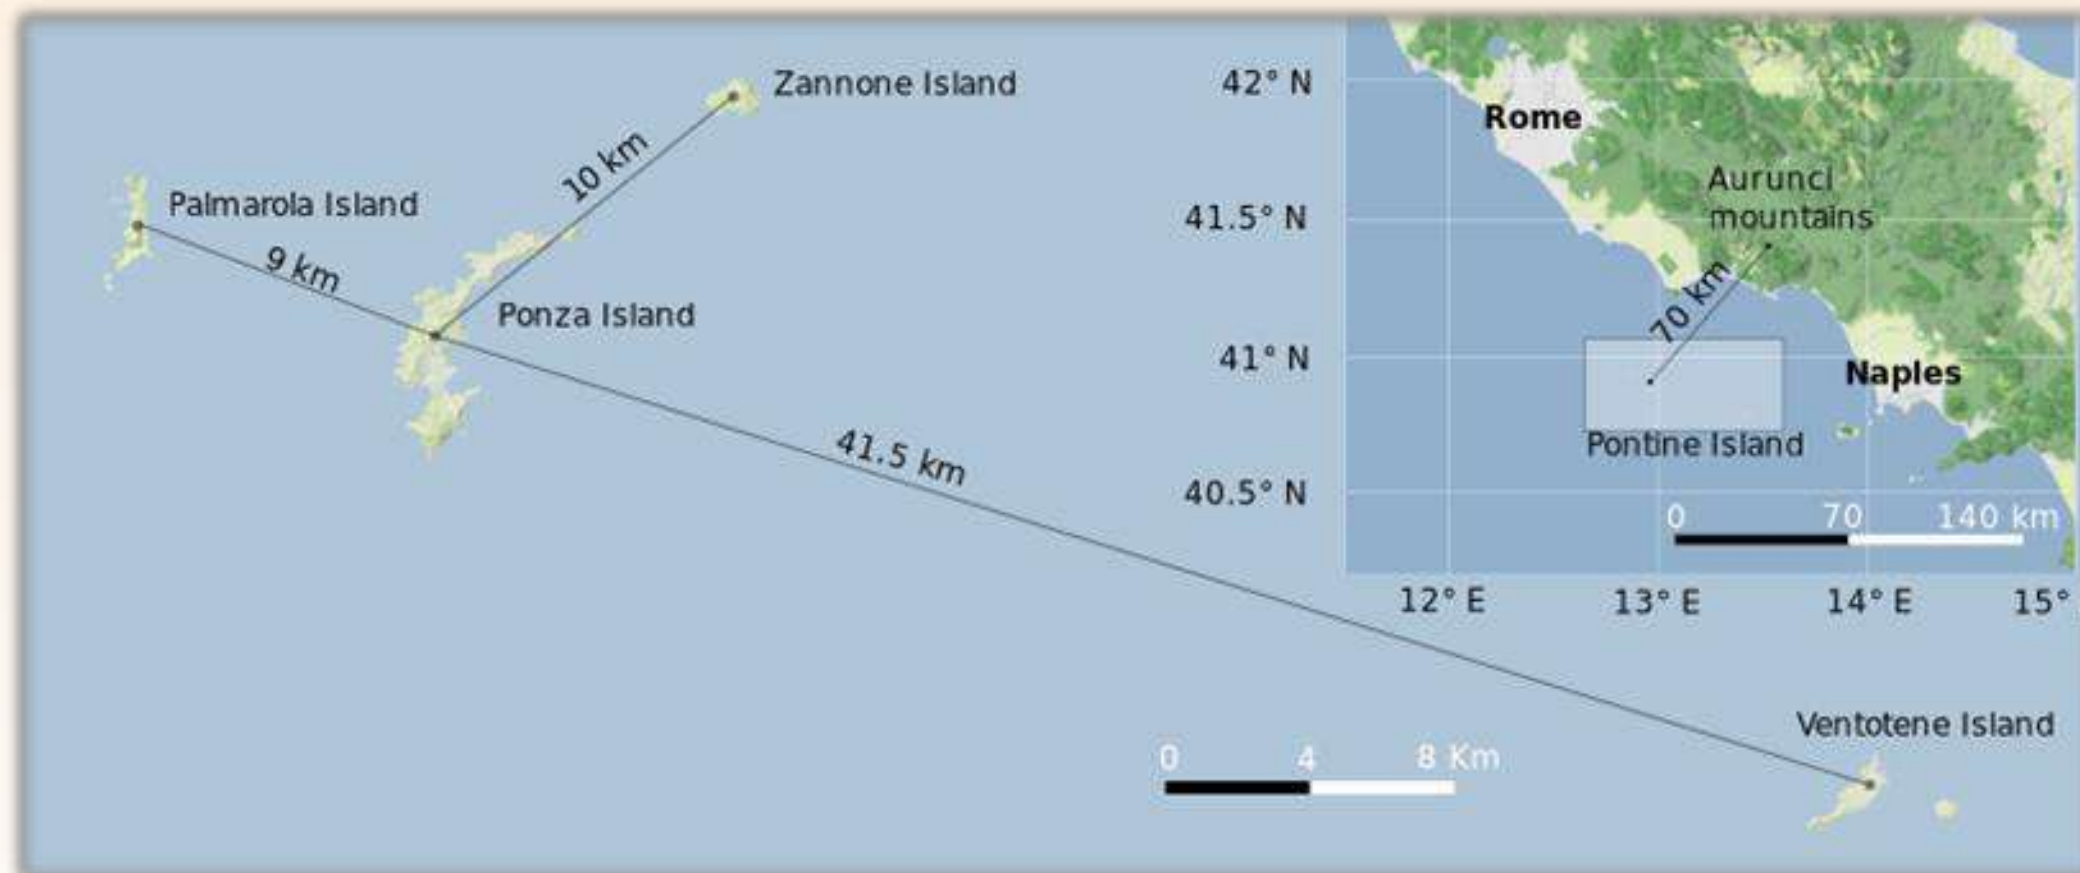 Zannone Island
10 km
Palmarola Island
9 km
Ponza Island
41.5 km
Ventotene Island
0 4 8 Km
42° N
41.5° N
41° N
40.5° N
Rome
Aurunci
mountains
70 km
Naples
Pontine Island
0 70 140 km
12° E 13° E 14° E 15°